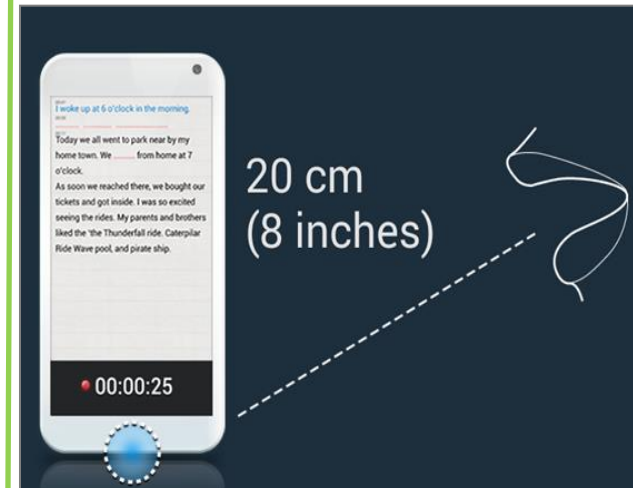 I woke up at 6 o'clock in the morning.
Today we all went to park near by my
home town. We ____ from home at 7
o'clock.
As soon we reached there, we bought our
tickets and got inside. I was so excited
seeing the rides. My parents and brothers
liked the 'the Thunderfall ride. Caterpilar
Ride Wave pool, and pirate ship.
00:00:25
20 cm
(8 inches)